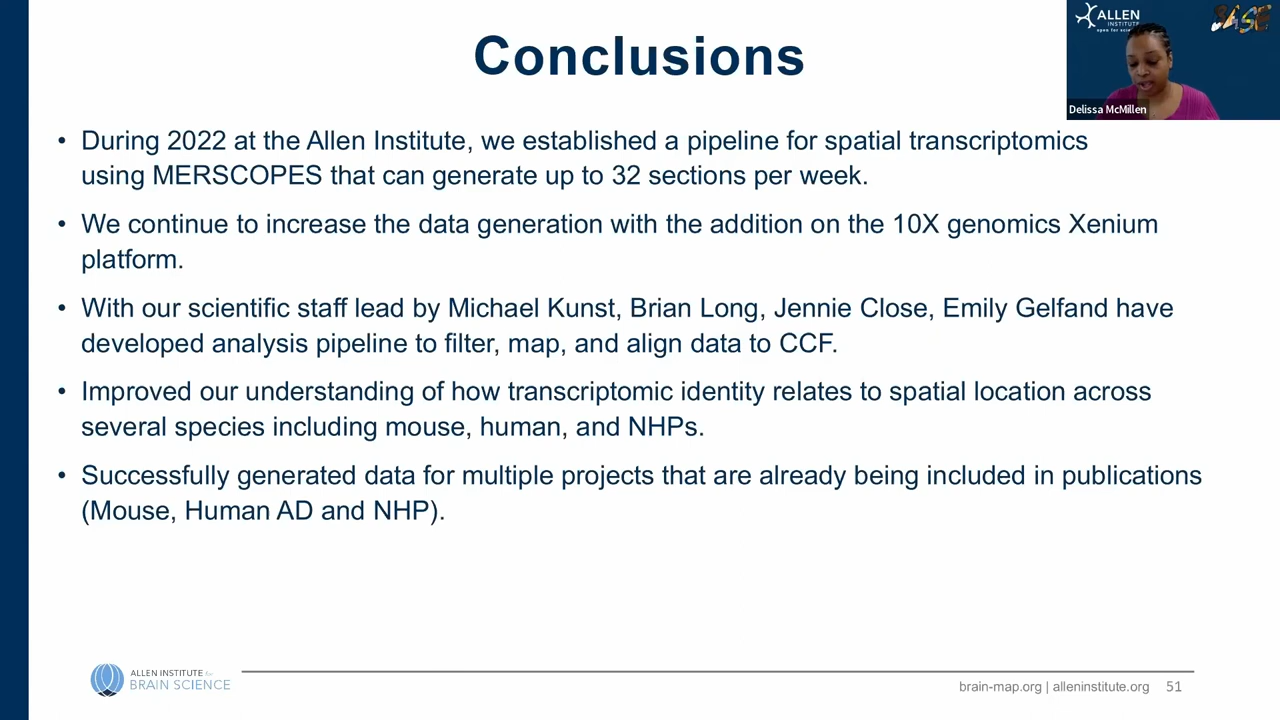 Conclusions
ALLEN
INSTITUTE
BASE
Delissa McMillen
• During 2022 at the Allen Institute, we established a pipeline for spatial transcriptomics
using MERSCOPES that can generate up to 32 sections per week.
• We continue to increase the data generation with the addition on the 10X genomics Xenium
platform.
• With our scientific staff lead by Michael Kunst, Brian Long, Jennie Close, Emily Gelfand have
developed analysis pipeline to filter, map, and align data to CCF.
• Improved our understanding of how transcriptomic identity relates to spatial location across
several species including mouse, human, and NHPs.
• Successfully generated data for multiple projects that are already being included in publications
(Mouse, Human AD and NHP).
ALLEN INSTITUTE for
BRAIN SCIENCE
brain-map.org | alleninstitute.org 51